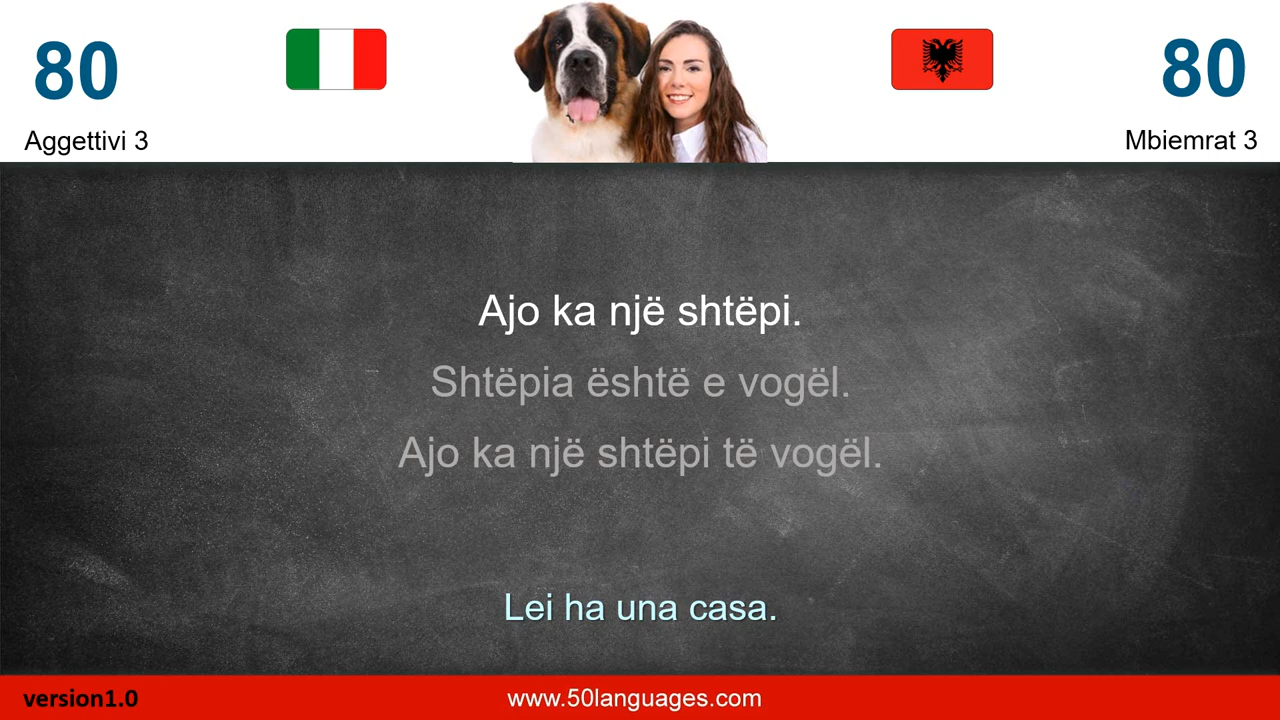 80
80
Aggettivi 3
Mbiemrat 3
Ajo ka një shtëpi.
Shtëpia është e vogël.
Ajo ka një shtëpi të vogël.
Lei ha una casa.
version1.0
www.50languages.com